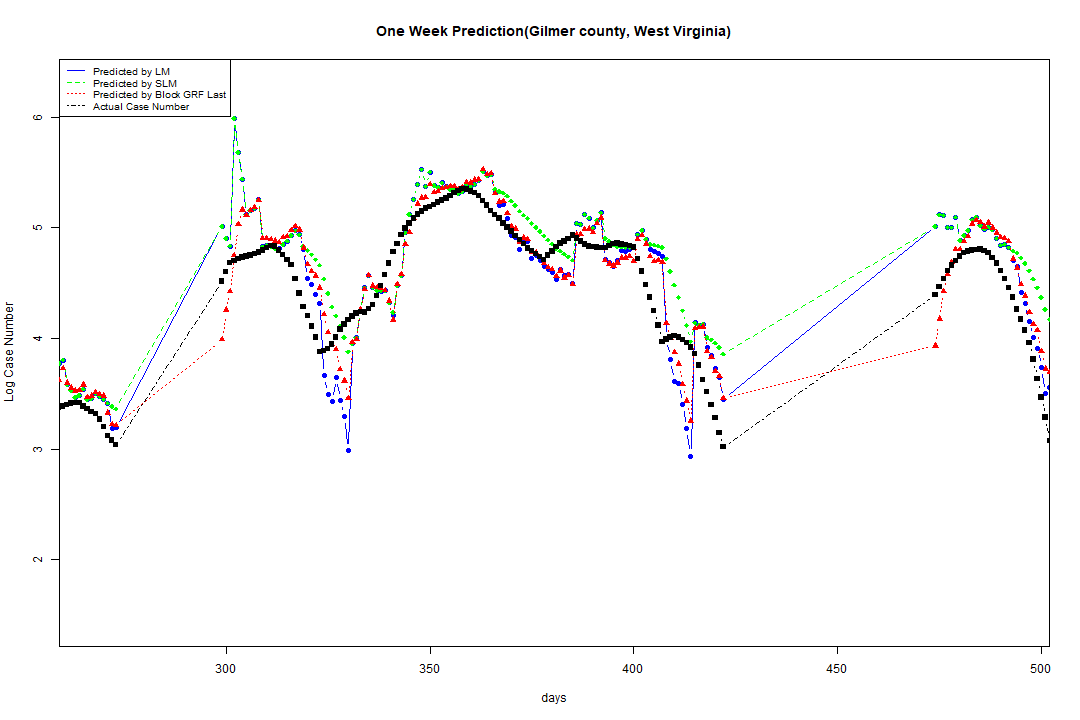 One Week Prediction(Gilmer county, West Virginia)
Predicted by LM
Predicted by SLM
Predicted by Block GRF Last
Actual Case Number
6
5
4
3
2
Log Case Number
300 350 400 450 500
days